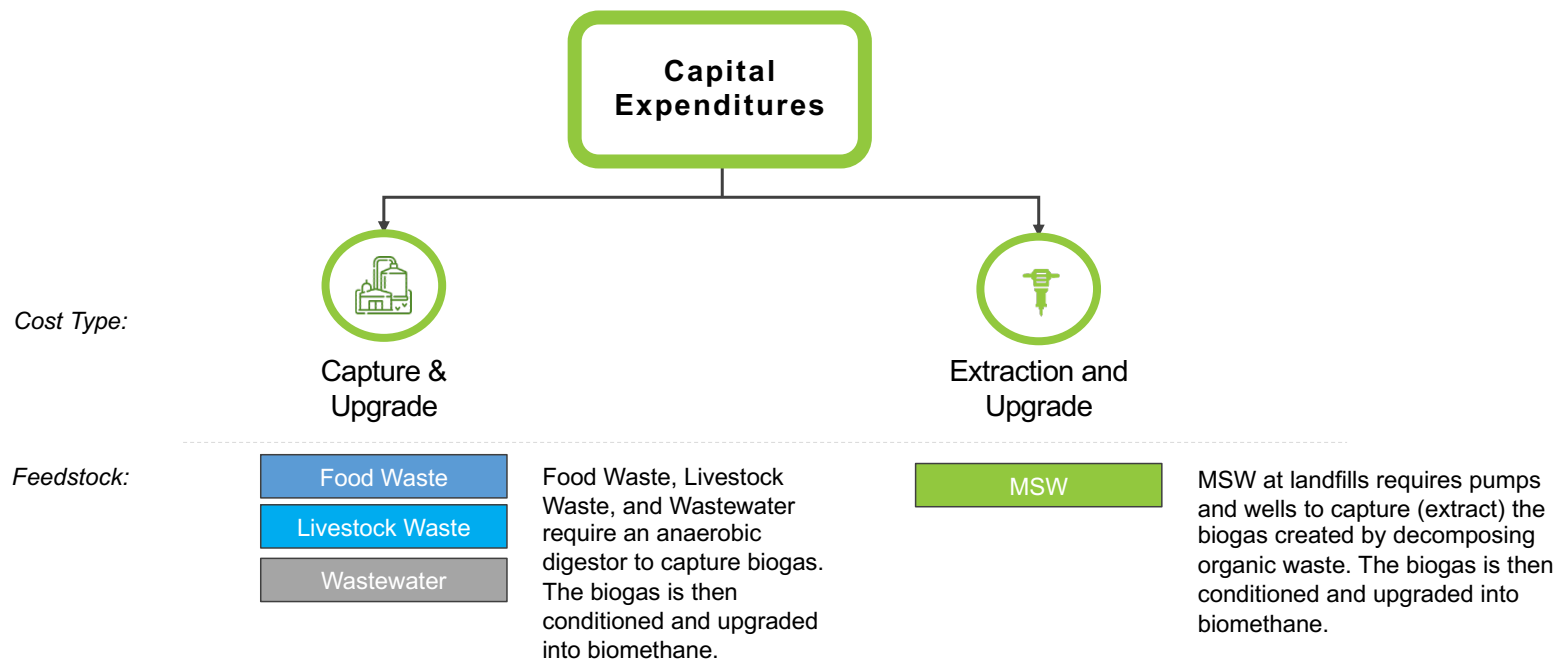 Capital
Expenditures
Cost Type:
Capture &
Upgrade
Extraction and
Upgrade
Feedstock:
Food Waste
Livestock Waste
Wastewater
Food Waste, Livestock
Waste, and Wastewater
require an anaerobic
digestor to capture biogas.
The biogas is then
conditioned and upgraded
into biomethane.
MSW
MSW at landfills requires pumps
and wells to capture (extract) the
biogas created by decomposing
organic waste. The biogas is then
conditioned and upgraded into
biomethane.